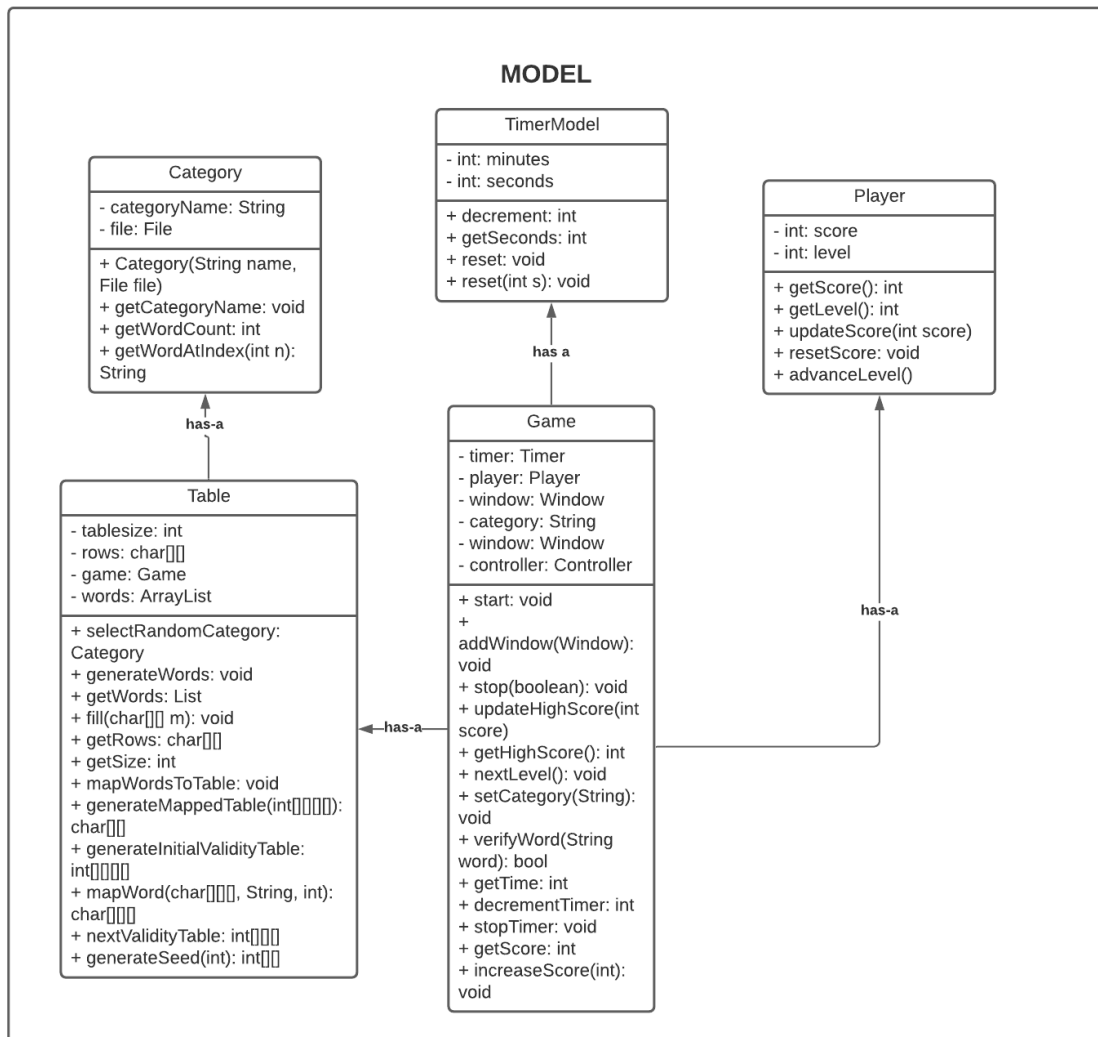 MODEL
TimerModel
- int: minutes
- int: seconds
+ decrement: int
+ getSeconds: int
+ reset: void
+ reset(int s): void
Category
- categoryName: String
- file: File
+ Category(String name,
File file)
+ getCategoryName: void
+ getWordCount: int
+ getWordAtIndex(int n):
String
Player
- int: score
- int: level
+ getScore(): int
+ getLevel(): int
+ updateScore(int score)
+ resetScore: void
+ advanceLevel()
has a
has-a
Table
- tablesize: int
- rows: char[][]
- game: Game
- words: ArrayList
+ selectRandomCategory:
Category
+ generateWords: void
+ getWords: List
+ fill(char[][] m): void
+ getRows: char[][]
+ getSize: int
+ mapWordsToTable: void
+ generateMappedTable(int[][][][]):
char[][]
+ generateInitialValidityTable:
int[][][][]
+ mapWord(char[][][], String, int):
char[][][]
+ nextValidityTable: int[][][]
+ generateSeed(int): int[][]
has-a
Game
- timer: Timer
- player: Player
- window: Window
- category: String
- window: Window
- controller: Controller
+ start: void
+
addWindow(Window):
void
+ stop(boolean): void
+ updateHighScore(int
score)
+ getHighScore(): int
+ nextLevel(): void
+ setCategory(String):
void
+ verifyWord(String
word): bool
+ getTime: int
+ decrementTimer: int
+ stopTimer: void
+ getScore: int
+ increaseScore(int):
void
has-a